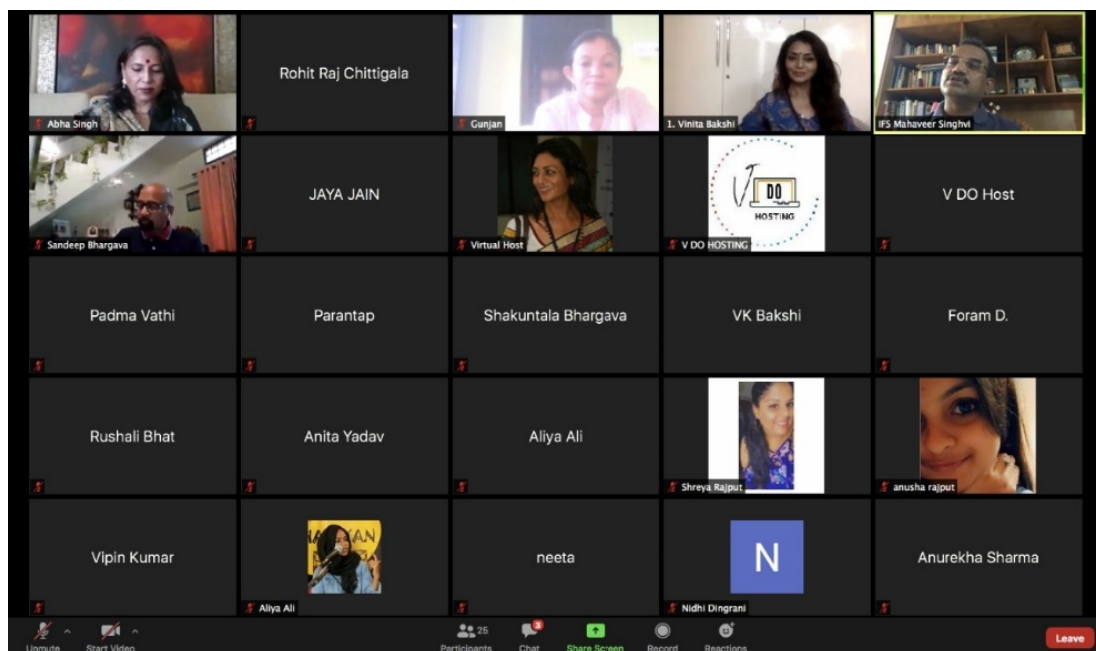 Abha Singh
Rohit Raj Chittigala
Gunjan
1. Vinita Bakshi
IFS Mahaveer Singhvi
Sandeep Bhargava
JAYA JAIN
Virtual Host
V DO
HOSTING
V DO HOSTING
V DO Host
Padma Vathi
Parantap
Shakuntala Bhargava
VK Bakshi
Foram D.
Rushali Bhat
Anita Yadav
Aliya Ali
Shreya Rajput
anusha rajput
Vipin Kumar
Aliya Ali
neeta
N
Nidhi Dingrani
Anurekha Sharma
Unmute
Start Video
25
Participants
3
Chat
Share Screen
Record
Reactions
Leave